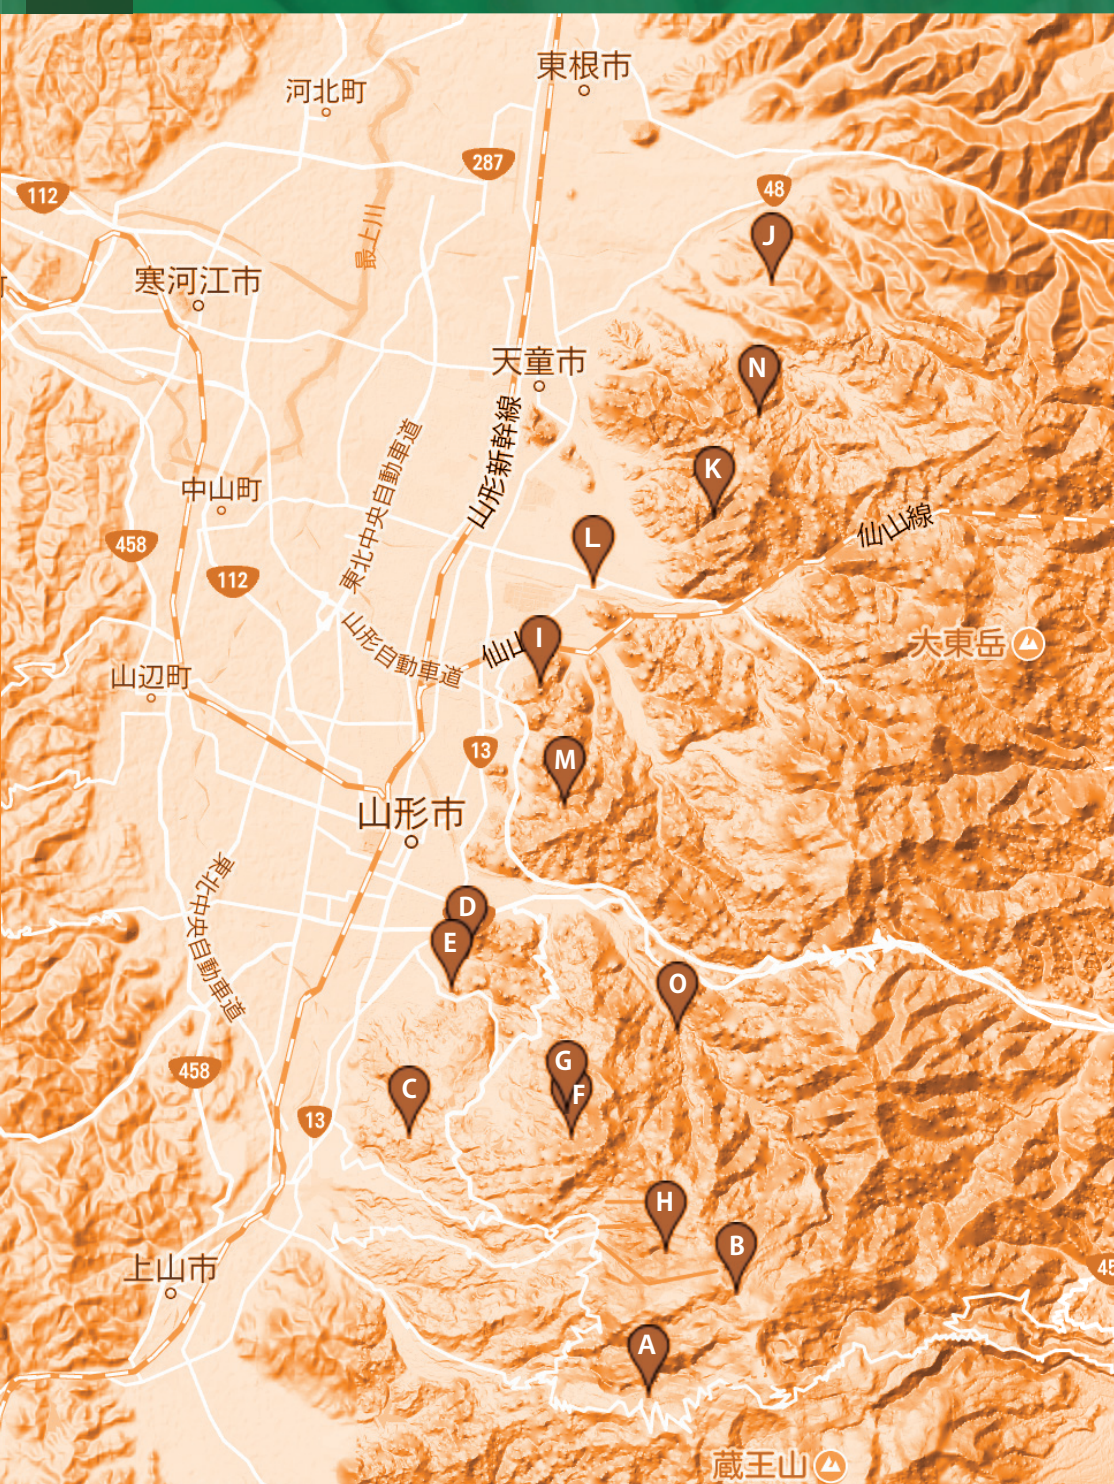 東根市
河北町
287
112
48
最上川
J
寒河江市
天童市
N
山形新幹線
東北中央自動車道
K
中山町
仙山線
458
L
112
山形自動車道
仙山
I
大東岳
山辺町
13
M
山形市
東北中央自動車道
D
E
O
458
G
F
C
13
H
B
上山市
45
A
蔵王山